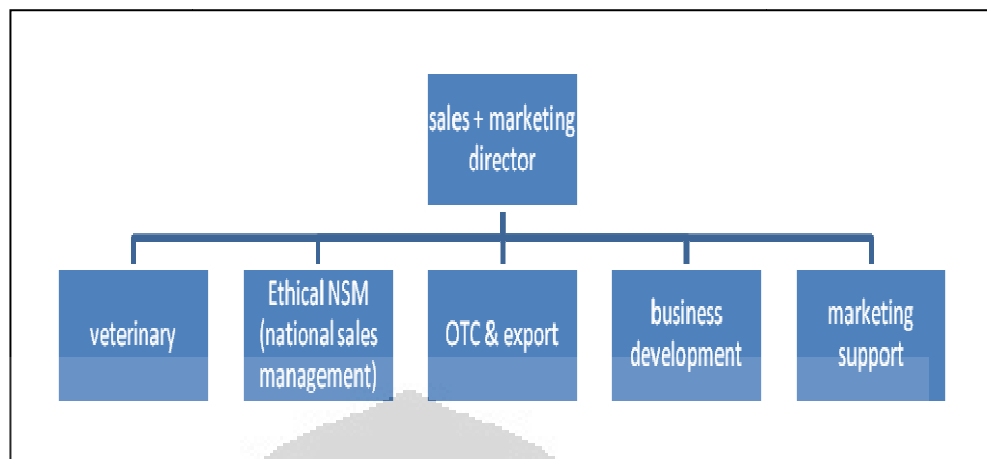 sales + marketing
director
veterinary
Ethical NSM
(national sales
management)
OTC & export
business
development
marketing
support